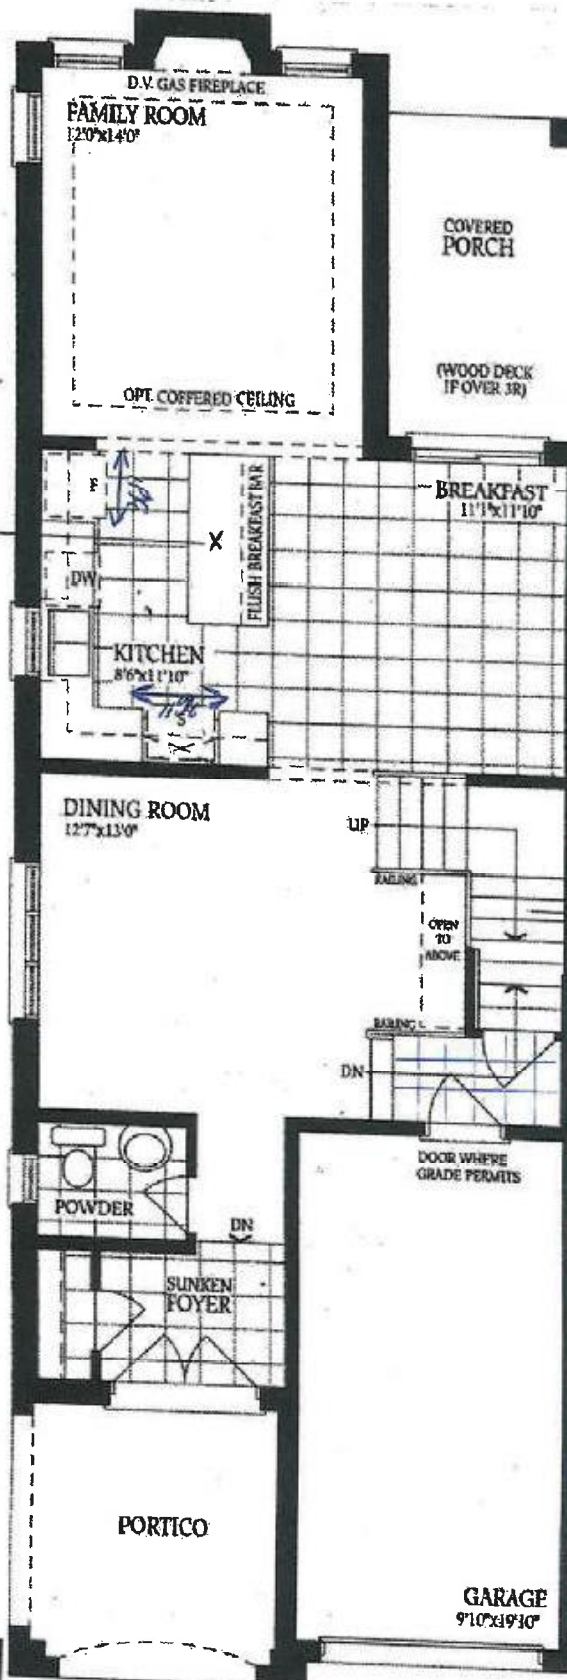 D.V. GAS FIREPLACE
FAMILY ROOM
12'0"x14'0"
COVERED
PORCH
(WOOD DECK
IF OVER 3R)
OPT. COFFERED CEILING
BREAKFAST
11'1"x11'10"
FLUSH BREAKFAST BAR
F
X
DW
KITCHEN
8'6"x11'10"
S
DINING ROOM
12'7"x13'0"
UP
RAILING
OPEN
TO
ABOVE
RAILING
DN
DOOR WHERE
GRADE PERMITS
POWDER
DN
SUNKEN
FOYER
PORTICO
GARAGE
9'10"x19'10"